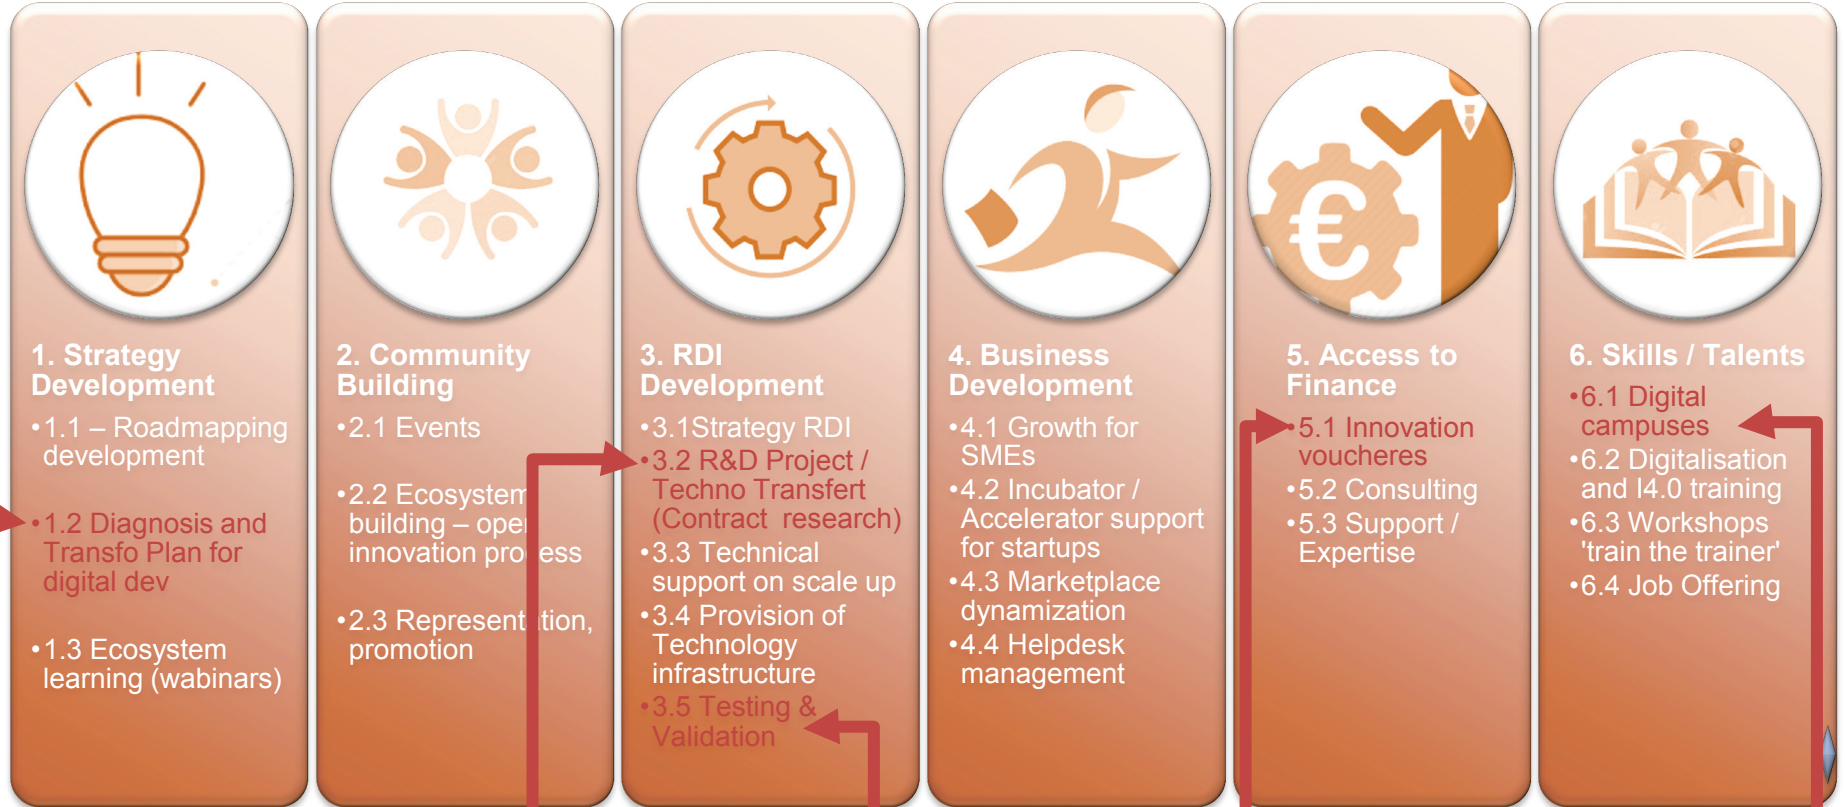 1. Strategy
Development
•1.1 – Roadmapping
development
•1.2 Diagnosis and
Transfo Plan for
digital dev
•1.3 Ecosystem
learning (wabinars)
2. Community
Building
•2.1 Events
•2.2 Ecosystem
building – open
innovation process
•2.3 Representation,
promotion
3. RDI
Development
•3.1Strategy RDI
•3.2 R&D Project /
Techno Transfert
(Contract research)
•3.3 Technical
support on scale up
•3.4 Provision of
Technology
infrastructure
•3.5 Testing &
Validation
4. Business
Development
•4.1 Growth for
SMEs
•4.2 Incubator /
Accelerator support
for startups
•4.3 Marketplace
dynamization
•4.4 Helpdesk
management
€
5. Access to
Finance
•5.1 Innovation
voucheres
•5.2 Consulting
•5.3 Support /
Expertise
6. Skills / Talents
•6.1 Digital
campuses
•6.2 Digitalisation
and I4.0 training
•6.3 Workshops
'train the trainer'
•6.4 Job Offering